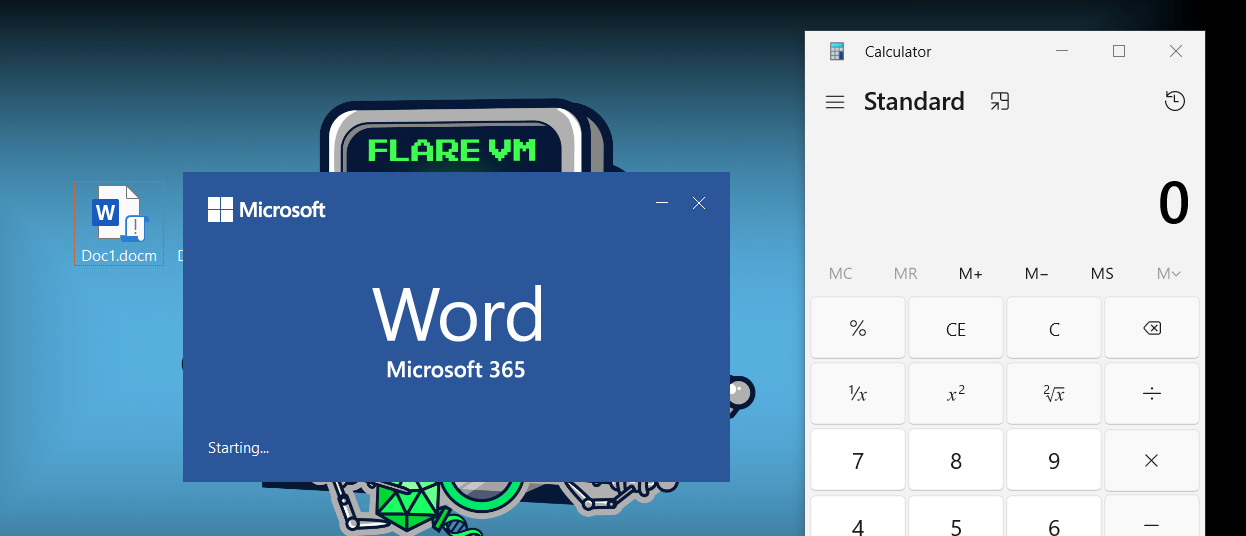 Calculator
Standard
FLARE VM
0
Microsoft
W
!
Doc1.docm
D
Word
Microsoft 365
Starting...
MC MR M+ M− MS M
% CE C
¹⁄x x² ²√x ÷
7 8 9 ×
4 5 6 −